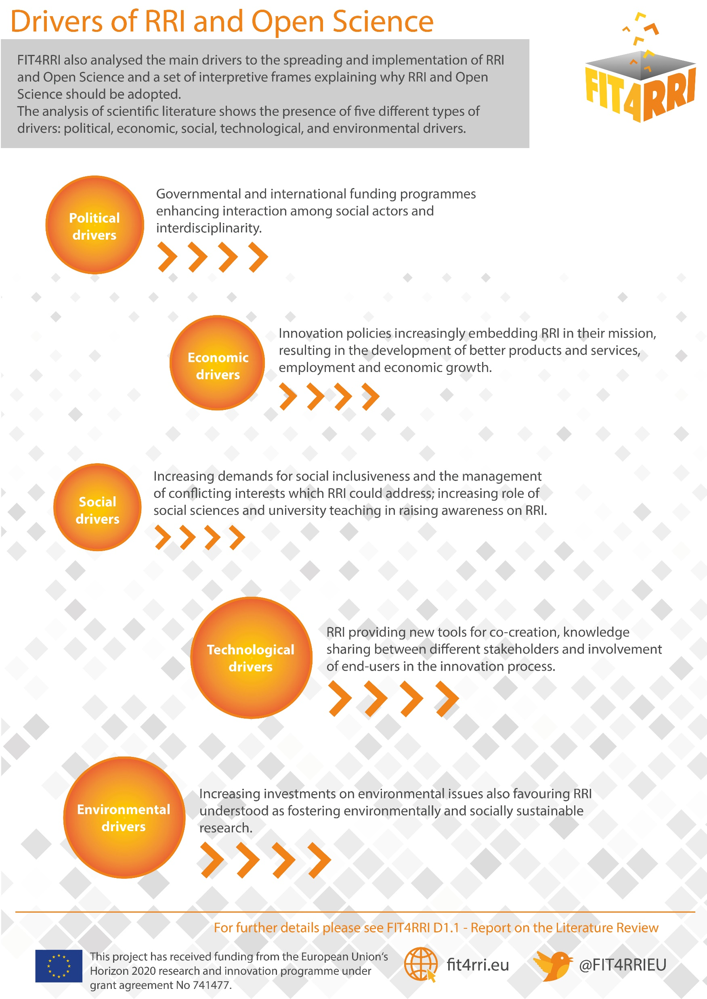 Drivers of RRI and Open Science
FIT4RRI also analysed the main drivers to the spreading and implementation of RRI
and Open Science and a set of interpretive frames explaining why RRI and Open
Science should be adopted.
The analysis of scientific literature shows the presence of five different types of
drivers: political, economic, social, technological, and environmental drivers.
FIT4RRI
Political
drivers
Governmental and international funding programmes
enhancing interaction among social actors and
interdisciplinarity.
Economic
drivers
Innovation policies increasingly embedding RRI in their mission,
resulting in the development of better products and services,
employment and economic growth.
Social
drivers
Increasing demands for social inclusiveness and the management
of conflicting interests which RRI could address; increasing role of
social sciences and university teaching in raising awareness on RRI.
Technological
drivers
RRI providing new tools for co-creation, knowledge
sharing between different stakeholders and involvement
of end-users in the innovation process.
Environmental
drivers
Increasing investments on environmental issues also favouring RRI
understood as fostering environmentally and socially sustainable
research.
For further details please see FIT4RRI D1.1 - Report on the Literature Review
This project has received funding from the European Union‘s
Horizon 2020 research and innovation programme under
grant agreement No 741477.
fit4rri.eu
@FIT4RRIEU